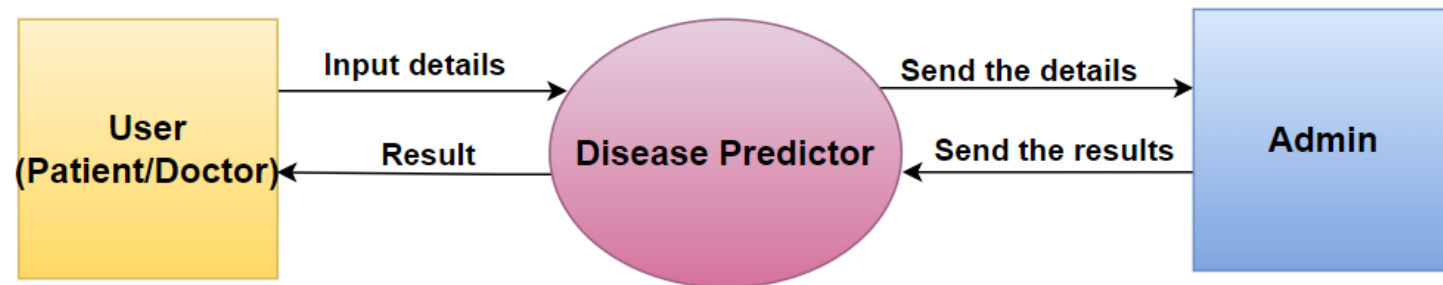 Input details
Send the details
User
(Patient/Doctor)
Result
Disease Predictor
Send the results
Admin